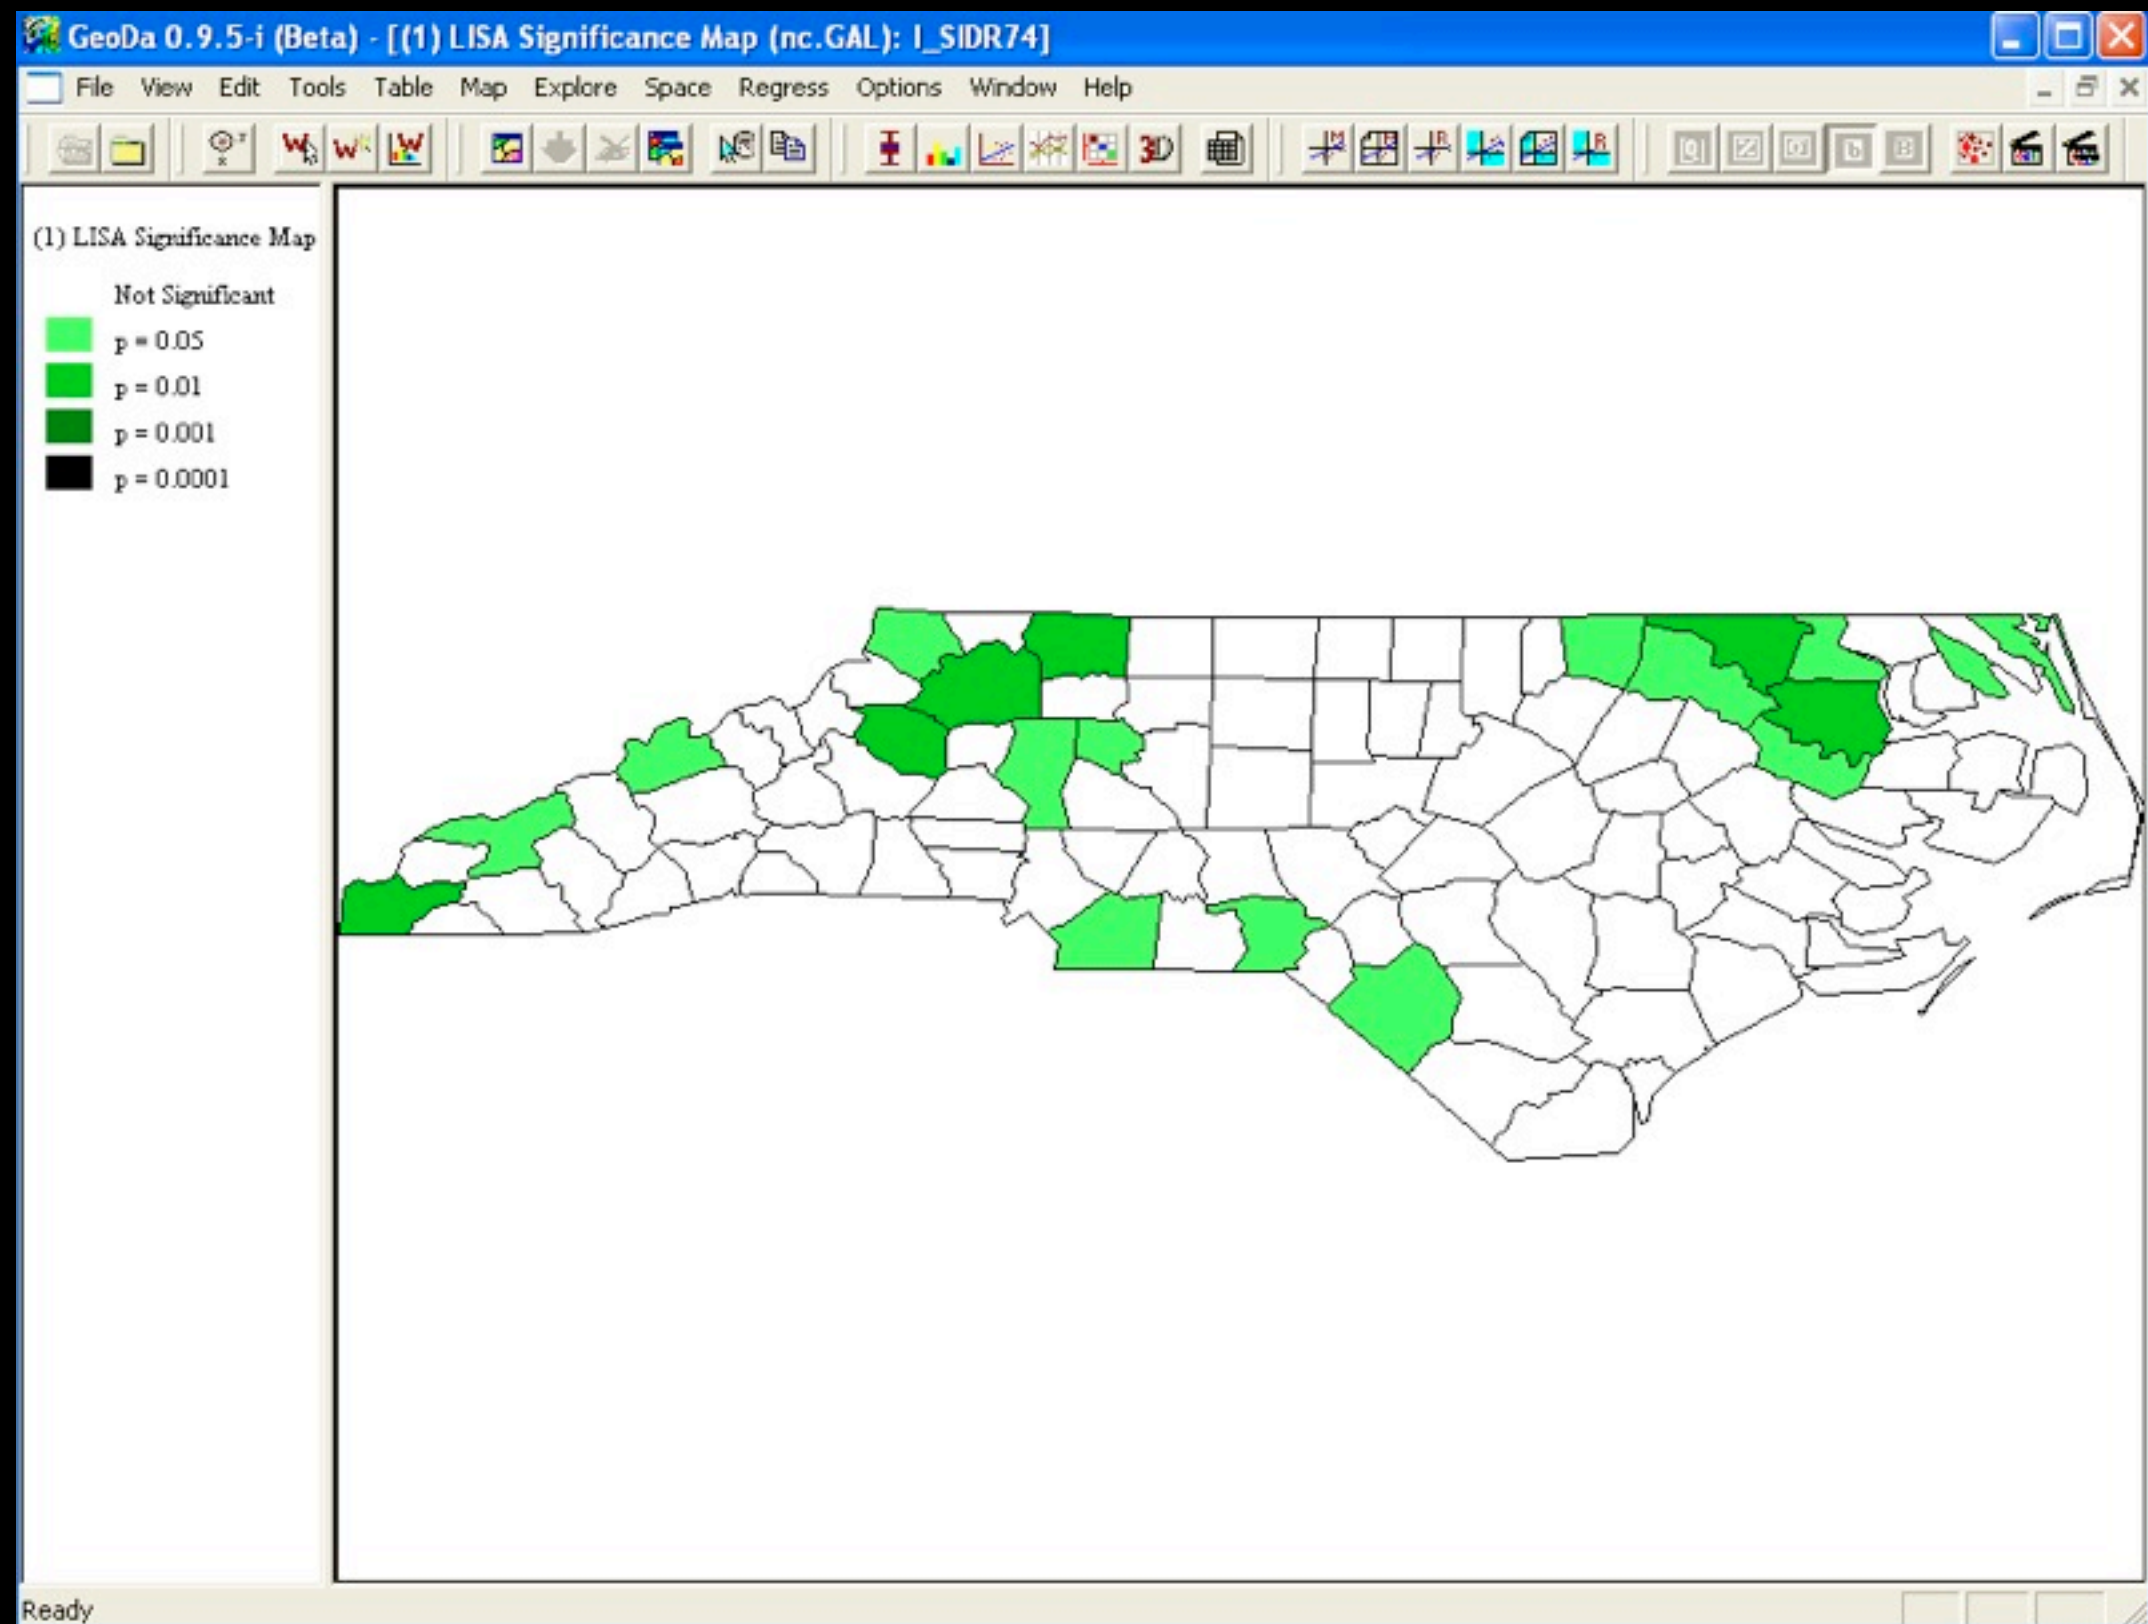 GeoDa 0.9.5-i (Beta) - [(1) LISA Significance Map (nc.GAL): I_SIDR74]
File View Edit Tools Table Map Explore Space Regress Options Window Help
3D
(1) LISA Significance Map
Not Significant
p = 0.05
p = 0.01
p = 0.001
p = 0.0001
Ready